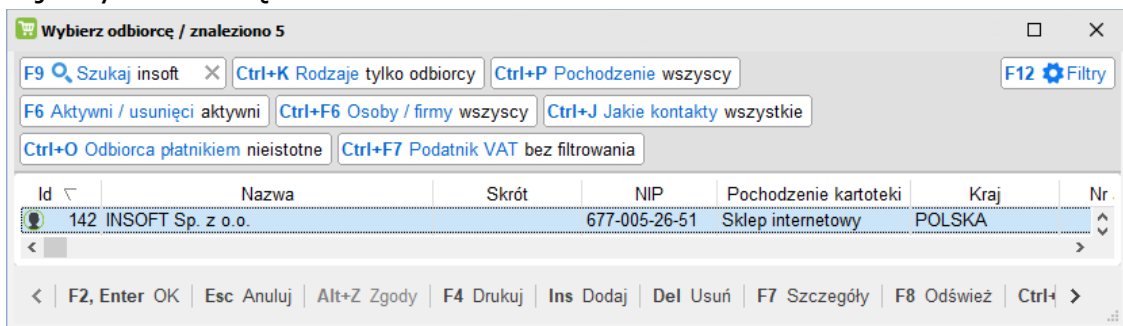 Wybierz odbiorcę / znaleziono 5
F9 Szukaj insoft Ctrl+K Rodzaje tylko odbiorcy Ctrl+P Pochodzenie wszyscy F12 Filtry
F6 Aktywni / usunięci aktywni Ctrl+F6 Osoby / firmy wszyscy Ctrl+J Jakie kontakty wszystkie
Ctrl+O Odbiorca płatnikiem nieistotne Ctrl+F7 Podatnik VAT bez filtrowania
Id Nazwa Skrót NIP Pochodzenie kartoteki Kraj Nr
142 INSOFT Sp. z o.o. 677-005-26-51 Sklep internetowy POLSKA
F2, Enter OK Esc Anuluj Alt+Z Zgody F4 Drukuj Ins Dodaj Del Usuń F7 Szczegóły F8 Odśwież